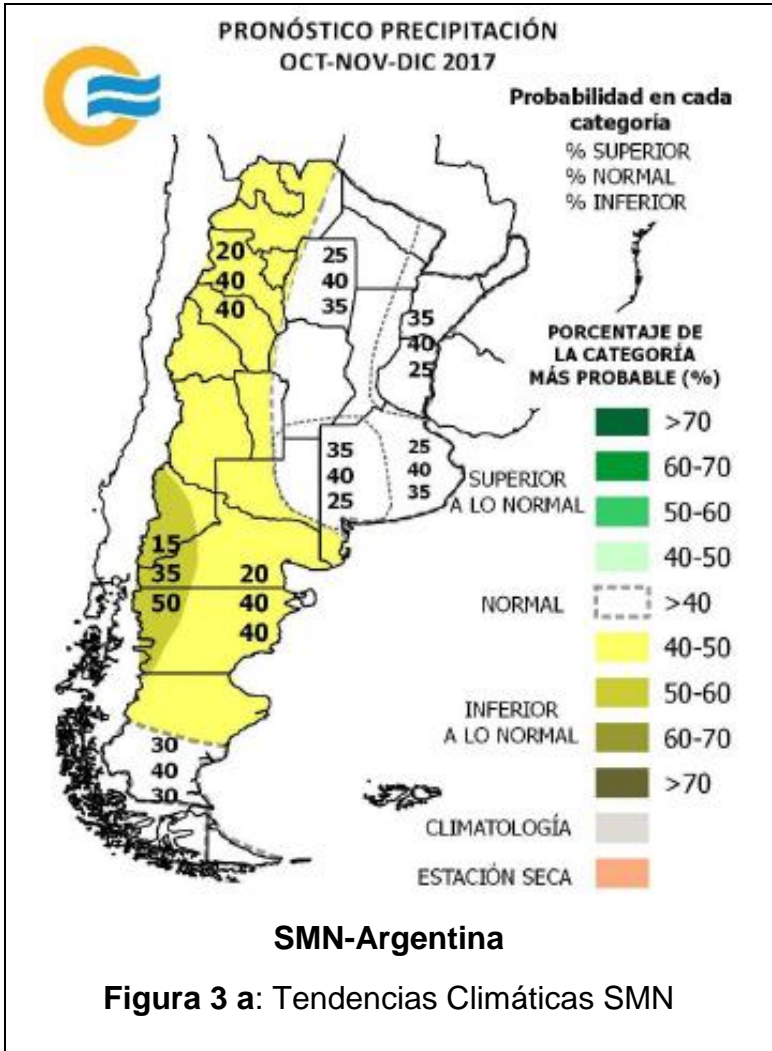 PRONÓSTICO PRECIPITACIÓN
OCT-NOV-DIC 2017
Probabilidad en cada
categoría
% SUPERIOR
% NORMAL
% INFERIOR
20
40
40
25
40
35
35
40
25
35
40
25
25
40
35
15
35
50
20
40
40
30
40
30
PORCENTAJE DE
LA CATEGORÍA
MÁS PROBABLE (%)
SUPERIOR
A LO NORMAL
>70
60-70
50-60
40-50
NORMAL
>40
INFERIOR
A LO NORMAL
40-50
50-60
60-70
>70
CLIMATOLOGÍA
ESTACIÓN SECA
SMN-Argentina
Figura 3 a: Tendencias Climáticas SMN